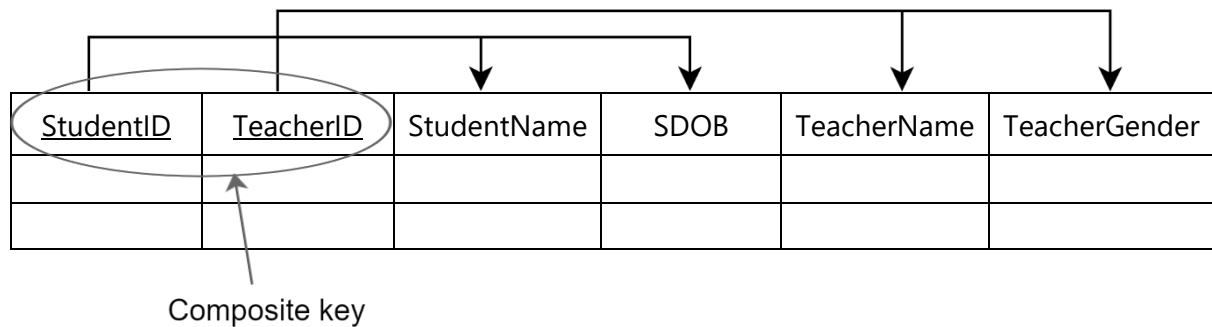 StudentID TeacherID StudentName SDOB TeacherName TeacherGender
Composite key